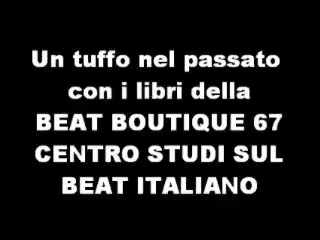 Un tuffo nel passato
con i libri della
BEAT BOUTIQUE 67
CENTRO STUDI SUL
BEAT ITALIANO